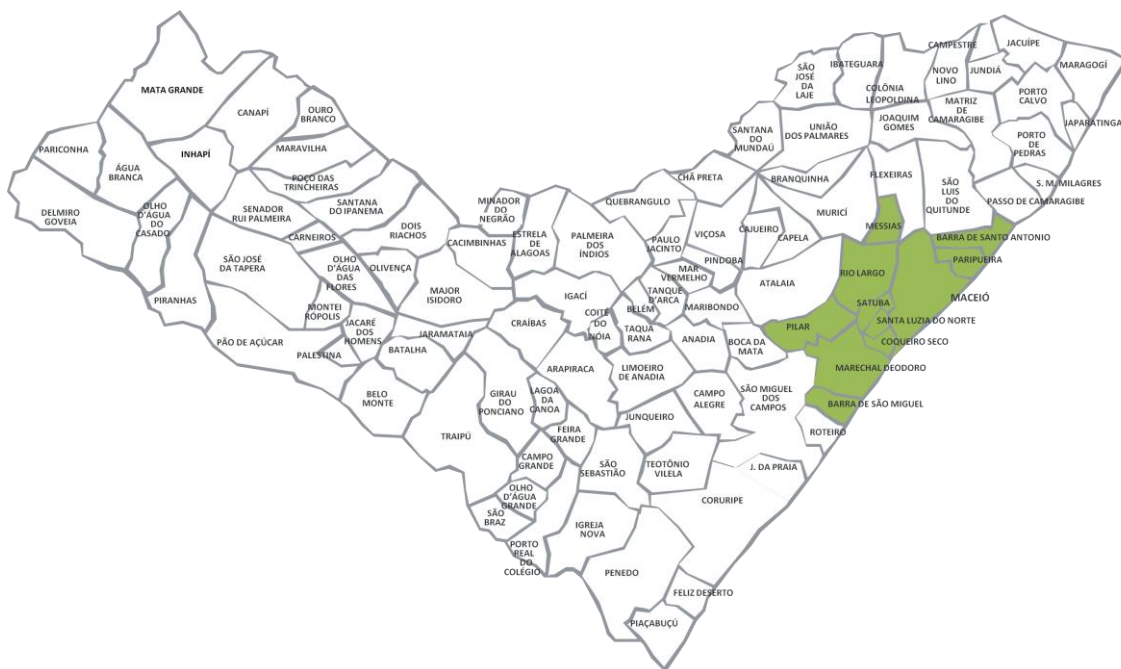 MATA GRANDE
CANAPÍ
OURO
BRANCO
PARICONHA
ÁGUA
BRANCA
INHAPÍ
MARAVILHA
POÇO DAS
TRINCHEIRAS
DELMIRO
GOVEIA
OLHO
D'ÁGUA
DO
CASADO
SENADOR
RUI PALMEIRA
SANTANA
DO IPANEMA
CARNEIROS
DOIS
RIACHOS
PIRANHAS
SÃO JOSÉ
DA TAPERA
OLHO
D'ÁGUA
DAS
FLORES
OLIVENÇA
MAJOR
ISIDORO
CACIMBINHAS
MINADOR
DO
NEGRÃO
ESTRELA
DE
ALAGOAS
PALMEIRA
DOS
ÍNDIOS
QUEBRANGULO
PÃO DE AÇÚCAR
MONTEI
RÓPOLIS
JACARÉ
DOS
HOMENS
PALESTINA
BATALHA
JARAMATAIA
BELO
MONTE
IGACÍ
CRAÍBAS
COITÉ
DO
NÓIA
BELÉM
TAQUA
RANA
TANQUE
D'ARCA
MAR
VERMELHO
PAULO
JACINTO
VIÇOSA
PINDOBA
CHÃ PRETA
CAJUEIRO
CAPELA
MARIBONDO
ATALAIA
ANADIA
BOCA DA
MATA
ARAPIRACA
LIMOEIRO
DE ANADIA
CAMPO
ALEGRE
SÃO MIGUEL
DOS
CAMPOS
GIRAU
DO
PONCIANO
LAGOA
DA
CANOA
FEIRA
GRANDE
JUNQUEIRO
TRAIPÚ
CAMPO
GRANDE
SÃO
SEBASTIÃO
TEOTÔNIO
VILELA
OLHO
D'ÁGUA
GRANDE
SÃO
BRAZ
PORTO
REAL
DO
COLÉGIO
IGREJA
NOVA
PENEDO
CORURIPE
J. DA PRAIA
FELIZ DESERTO
PIAÇABUÇÚ
SÃO
JOSÉ
DA
LAJE
IBATEGUARA
CAMPESTRE
JACUÍPE
MARAGOGÍ
COLÔNIA
LEOPOLDINA
NOVO
LINO
JUNDIÁ
PORTO
CALVO
JAPARATINGA
SANTANA
DO
MUNDAÚ
UNIÃO
DOS PALMARES
JOAQUIM
GOMES
MATRIZ
DE
CAMARAGIBE
PORTO
DE
PEDRAS
BRANQUINHA
FLEXEIRAS
SÃO
LUIS
DO
QUITUNDE
S. M. MILAGRES
PASSO DE CAMARAGIBE
MURICÍ
MESSIAS
BARRA DE SANTO ANTONIO
PARIPUEIRA
RIO LARGO
MACEIÓ
SATUBA
SANTA LUZIA DO NORTE
PILAR
COQUEIRO SECO
MARECHAL DEODORO
BARRA DE SÃO MIGUEL
ROTEIRO